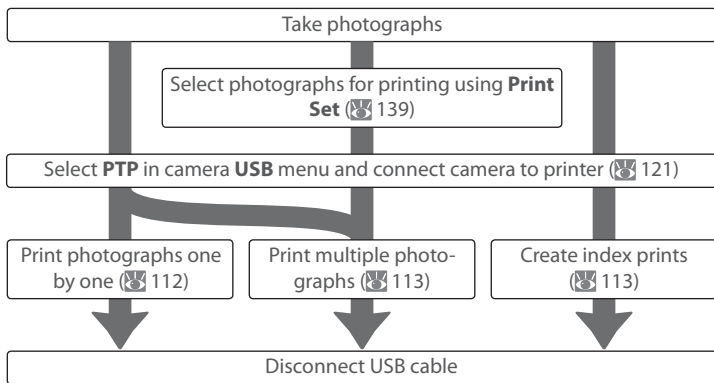 Take photographs
Select photographs for printing using Print
Set ( 139)
Select PTP in camera USB menu and connect camera to printer ( 121)
Print photographs one
by one ( 112)
Print multiple photo-
graphs ( 113)
Create index prints
( 113)
Disconnect USB cable